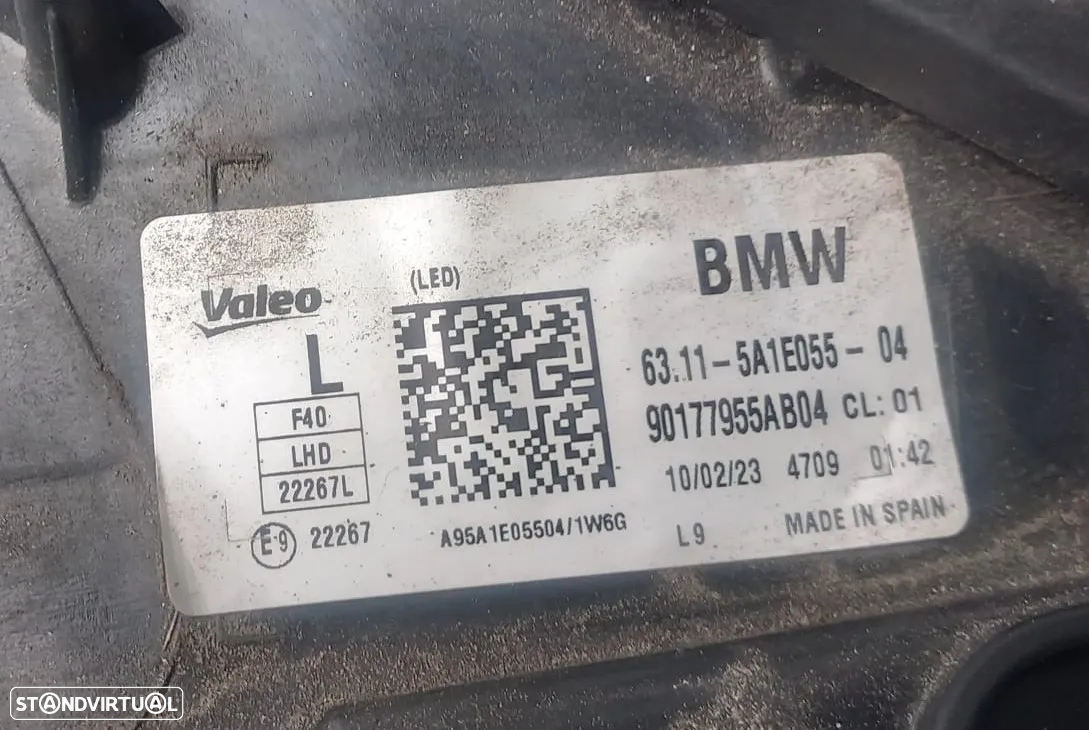 Valeo
(LED)
L
F40
LHD
22267L
E9 22267
A95A1E05504/1W6G
BMW
63.11-5A1E055-04
90177955AB04 CL: 01
10/02/23 4709 01:42
L9 MADE IN SPAIN
STANDVIRTUAL